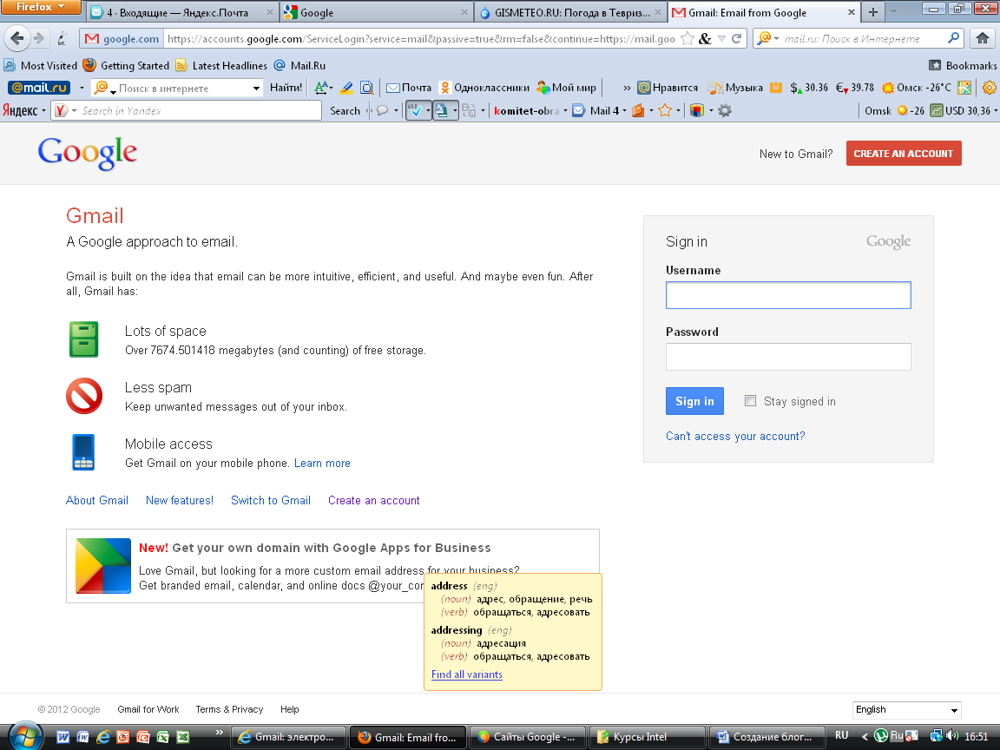 Firefox
4 · Входящие — Яндекс.Почта
Google
GISMETEO.RU: Погода в Тевриз...
Gmail: Email from Google
google.com
https://accounts.google.com/ServiceLogin?service=mail&passive=true&rm=false&continue=https://mail.goo
mail.ru: Поиск в Интернете
Most Visited Getting Started Latest Headlines Mail.Ru Bookmarks
@mail.ru Поиск в интернете Найти! Почта Одноклассники Мой мир » Нравится Музыка $ 30.36 € 39.78 Омск -26°C
Яндекс Search in Yandex Search komitet-obra Mail 4 Omsk -26 USD 30,36
Google
New to Gmail? CREATE AN ACCOUNT
Gmail
A Google approach to email.
Gmail is built on the idea that email can be more intuitive, efficient, and useful. And maybe even fun. After
all, Gmail has:
Lots of space
Over 7674.501418 megabytes (and counting) of free storage.
Less spam
Keep unwanted messages out of your inbox.
Mobile access
Get Gmail on your mobile phone. Learn more
About Gmail New features! Switch to Gmail Create an account
New! Get your own domain with Google Apps for Business
Love Gmail, but looking for a more custom email address for your business?
Get branded email, calendar, and online docs @your_co
Sign in Google
Username
Password
Sign in Stay signed in
Can't access your account?
address (eng)
(noun) адрес, обращение, речь
(verb) обращаться, адресовать
addressing (eng)
(noun) адресация
(verb) обращаться, адресовать
Find all variants
© 2012 Google Gmail for Work Terms & Privacy Help English
» Gmail: электро... Gmail: Email fro... Сайты Google -... Курсы Intel Создание блог... RU Ru 16:51